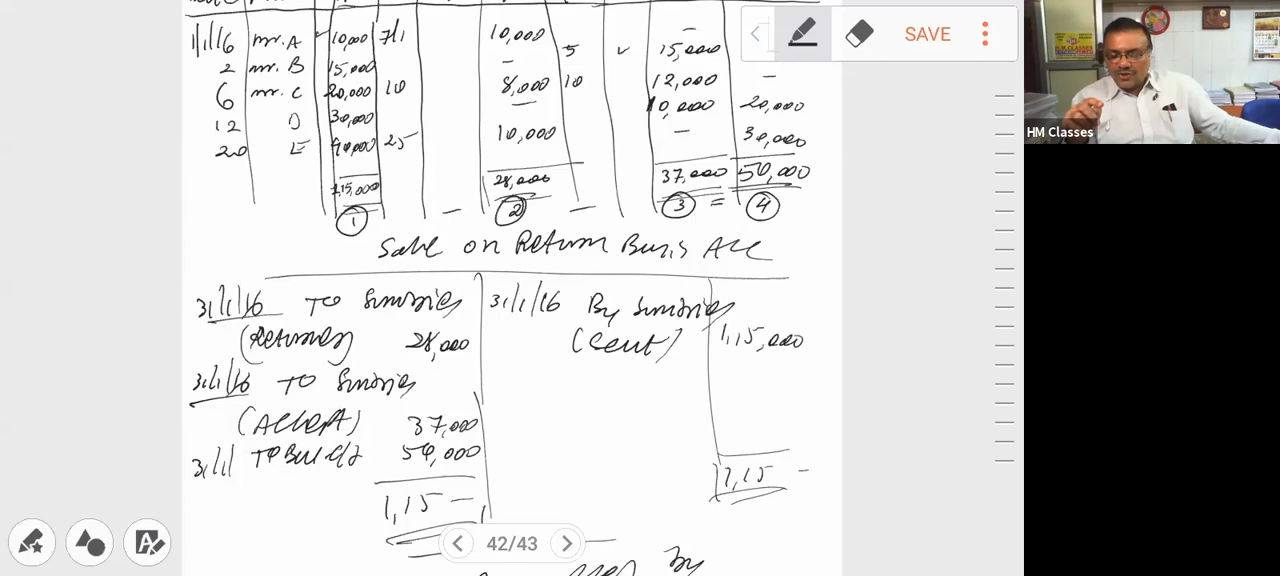 SAVE
1/1/16 Mr. A 10,000 7/1 10,000 –
5 15,000
2 Mr. B 15,000 –
6 Mr. C 20,000 10 8,000 10 12,000 –
12 D 30,000 – 10,000 20,000
20 E 40,000 25 10,000 – 30,000
1,15,000 28,000 37,000 50,000
1 2 3 = 4
Sale on Return Basis A/c
31/1/16 To Sundries 31/1/16 By Sundries
(Returned) 28,000 (Sent) 1,15,000
31/1/16 To Sundries
(Accept) 37,000
31/1 To Bal c/d 50,000
1,15 – 1,15 –
42/43
by
HM Classes
H.M.CLASSES